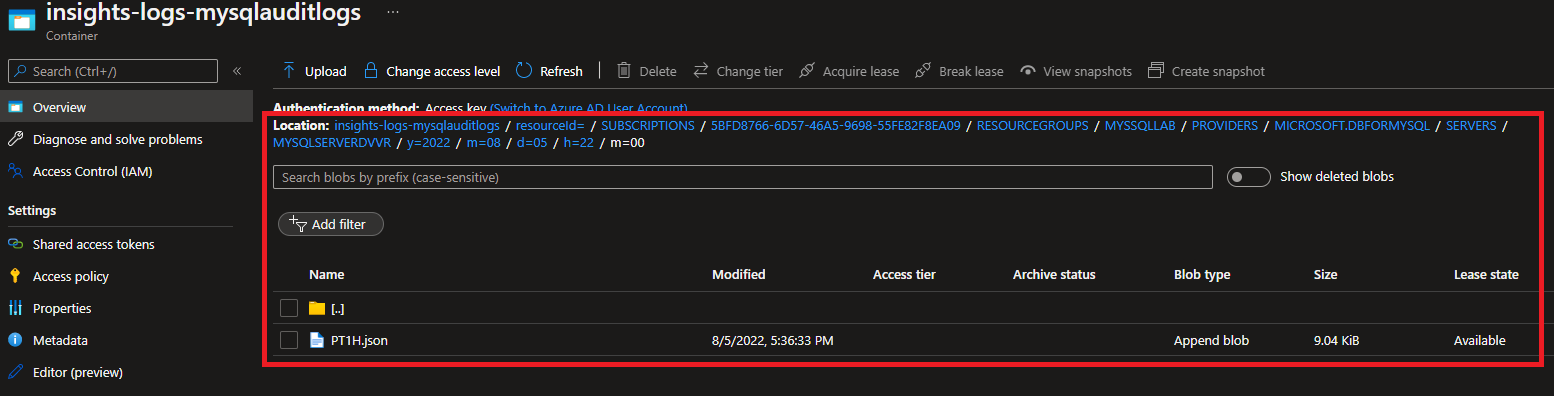 insights-logs-mysqlauditlogs ...
Container
Search (Ctrl+/) «
Upload Change access level Refresh Delete Change tier Acquire lease Break lease View snapshots Create snapshot
Overview
Diagnose and solve problems
Access Control (IAM)
Settings
Shared access tokens
Access policy
Properties
Metadata
Editor (preview)
Authentication method: Access key (Switch to Azure AD User Account)
Location: insights-logs-mysqlauditlogs / resourceId= / SUBSCRIPTIONS / 5BFD8766-6D57-46A5-9698-55FE82F8EA09 / RESOURCEGROUPS / MYSSQLLAB / PROVIDERS / MICROSOFT.DBFORMYSQL / SERVERS /
MYSQLSERVERDVVR / y=2022 / m=08 / d=05 / h=22 / m=00
Search blobs by prefix (case-sensitive) Show deleted blobs
Add filter
Name Modified Access tier Archive status Blob type Size Lease state
[..]
PT1H.json 8/5/2022, 5:36:33 PM Append blob 9.04 KiB Available